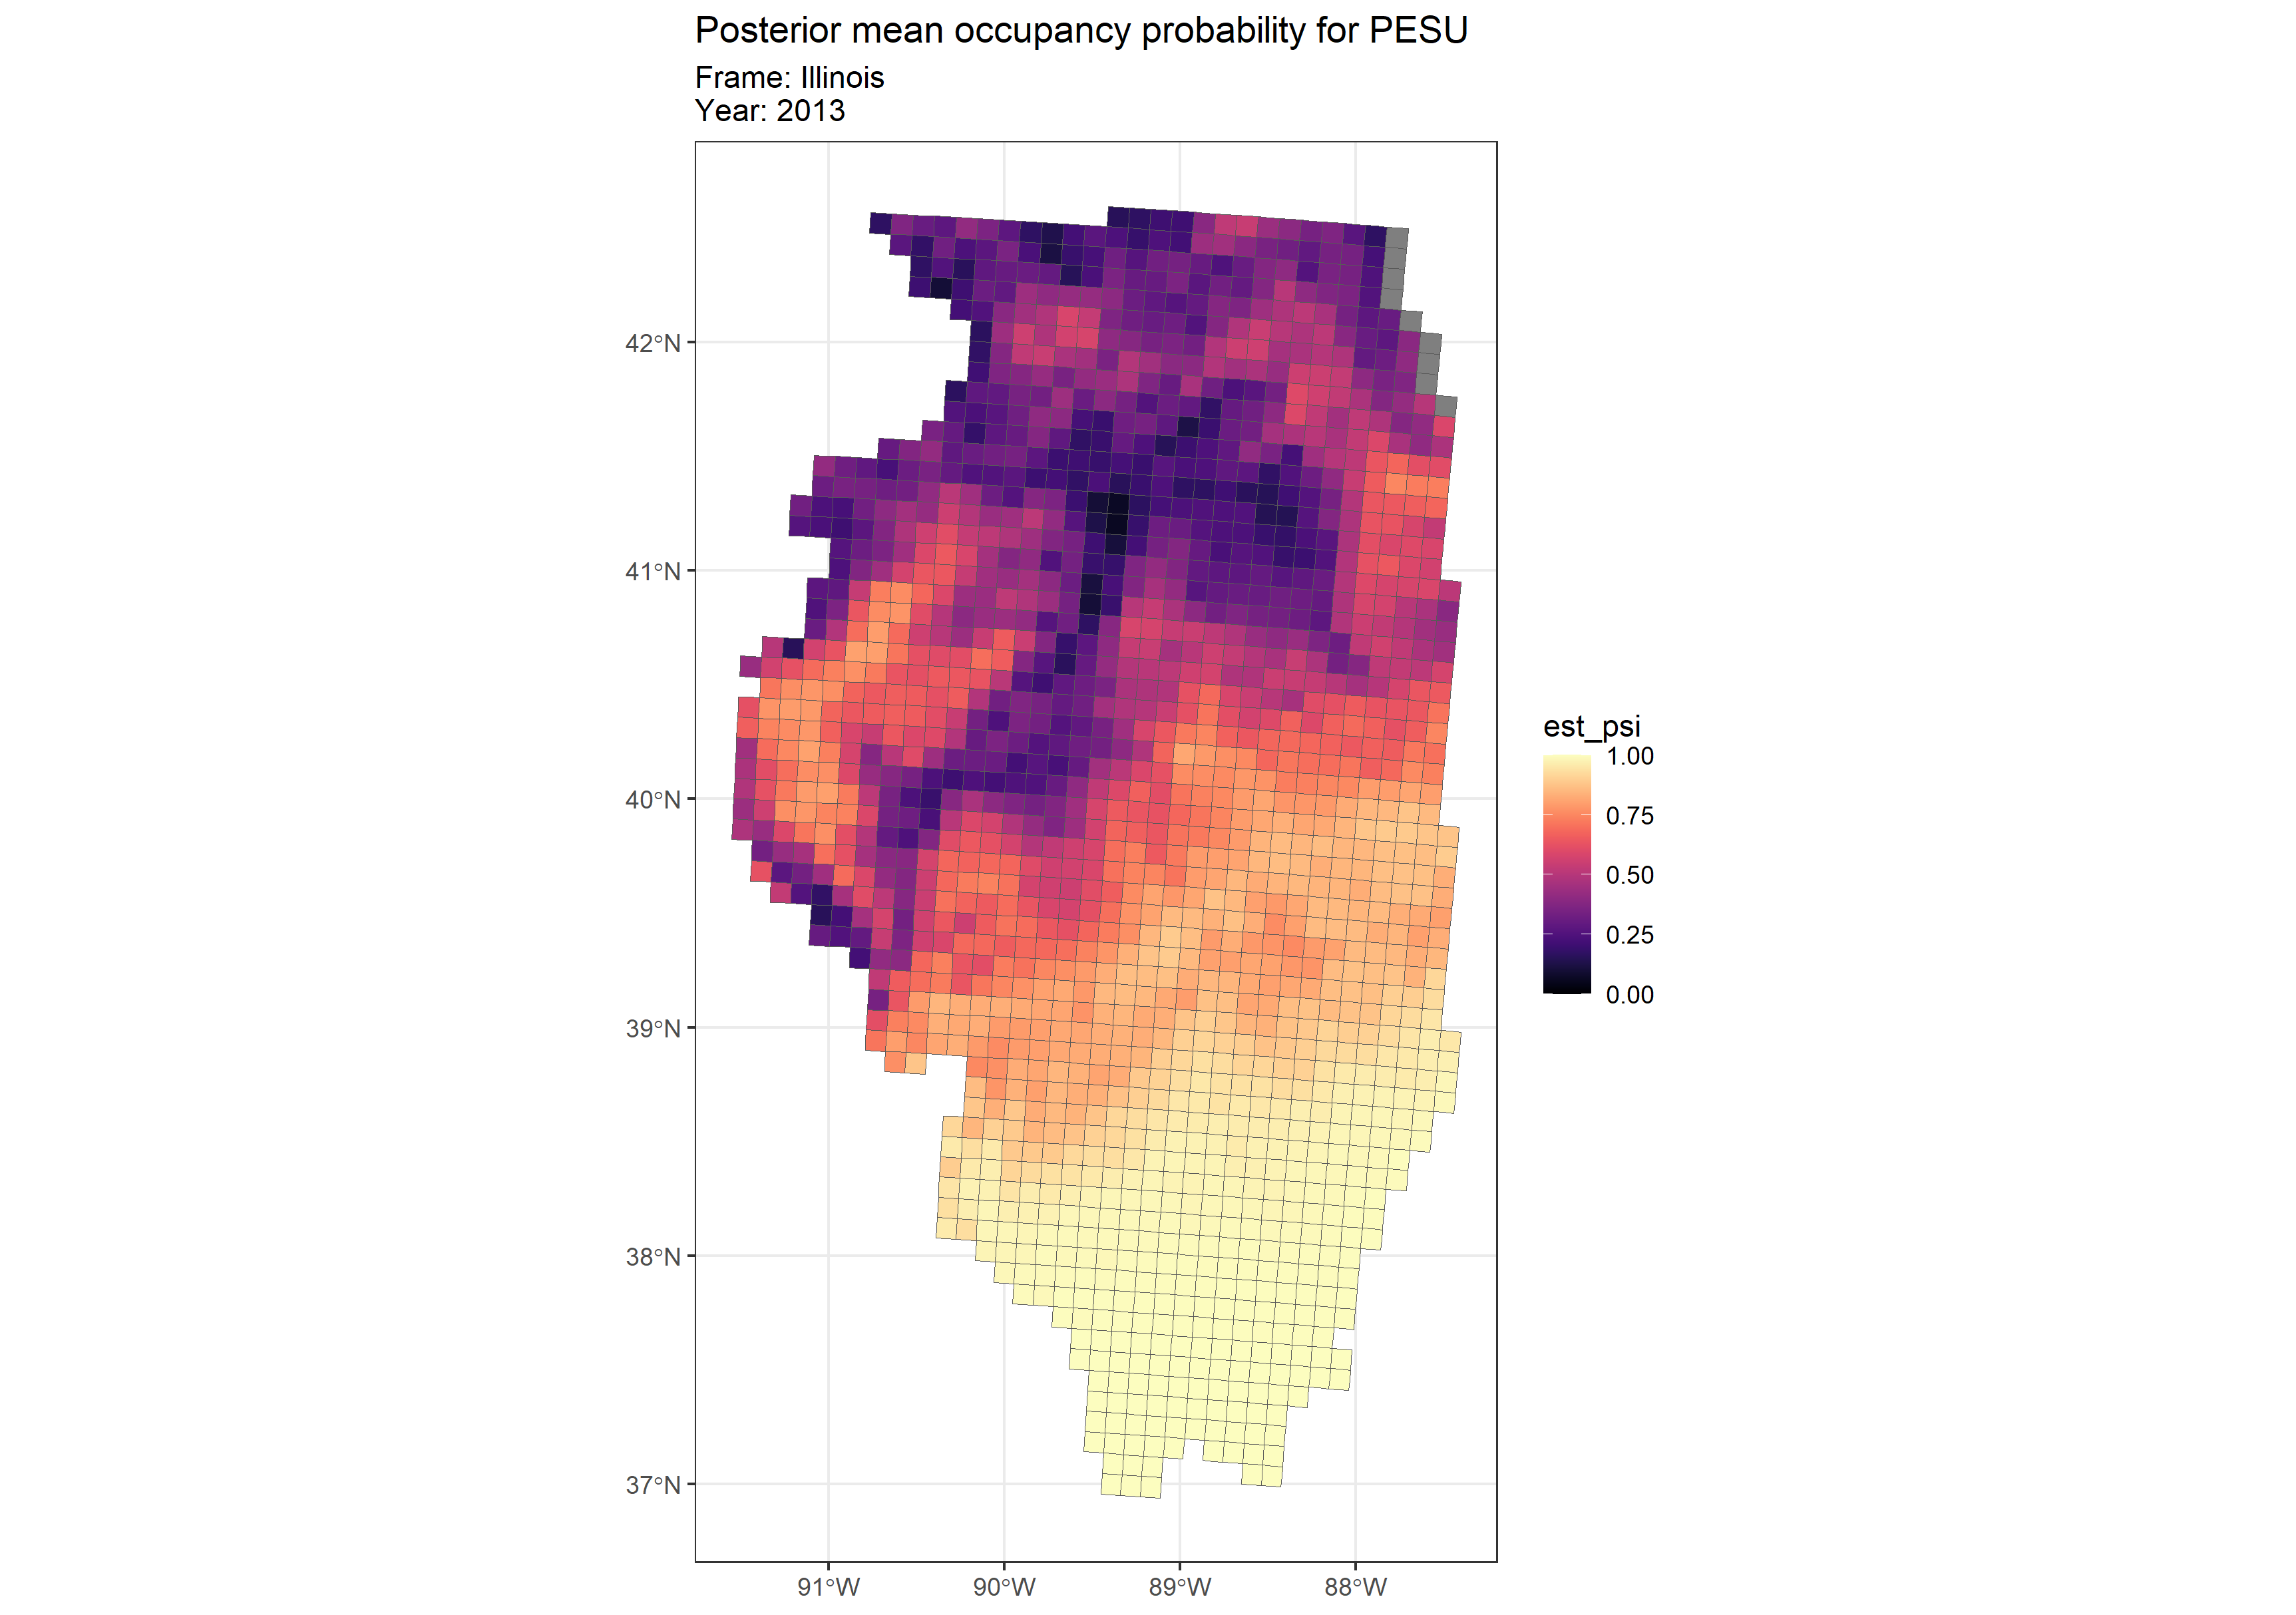 Posterior mean occupancy probability for PESU
Frame: Illinois
Year: 2013
42°N
41°N
40°N
39°N
38°N
37°N
91°W
90°W
89°W
88°W
est_psi
1.00
0.75
0.50
0.25
0.00